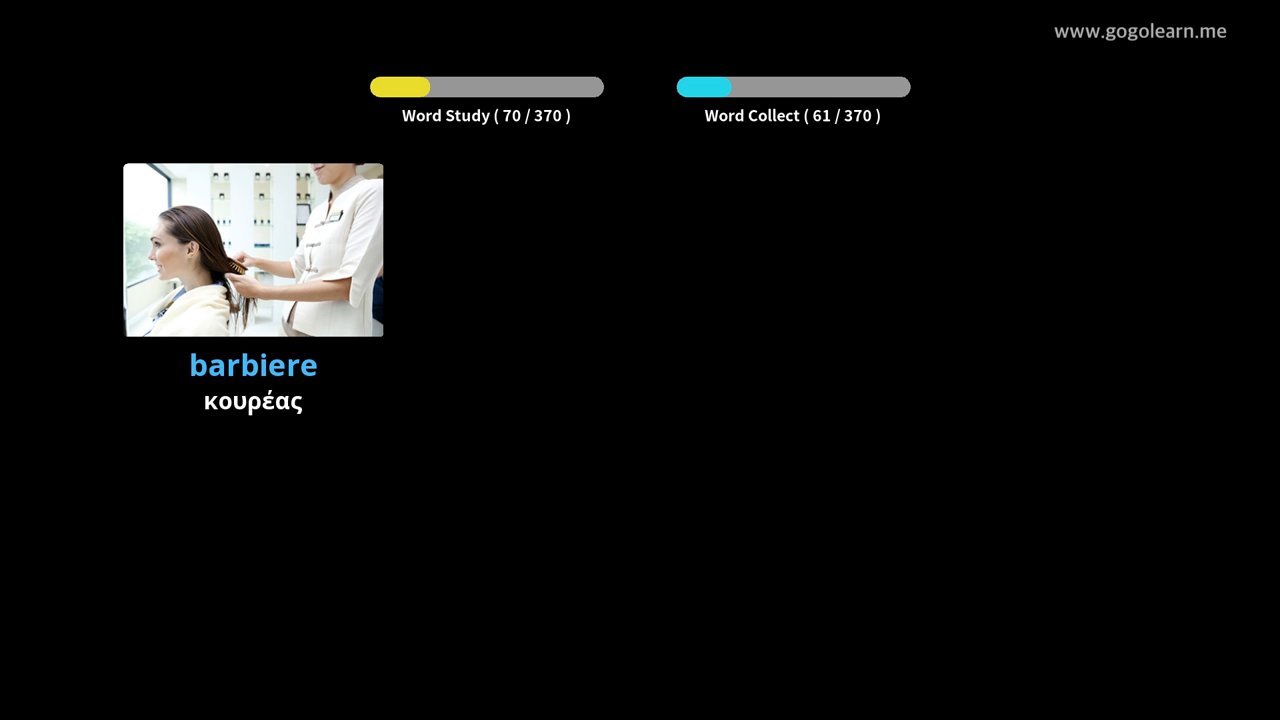 www.gogolearn.me
Word Study ( 70 / 370 )
Word Collect ( 61 / 370 )
barbiere
κουρέας